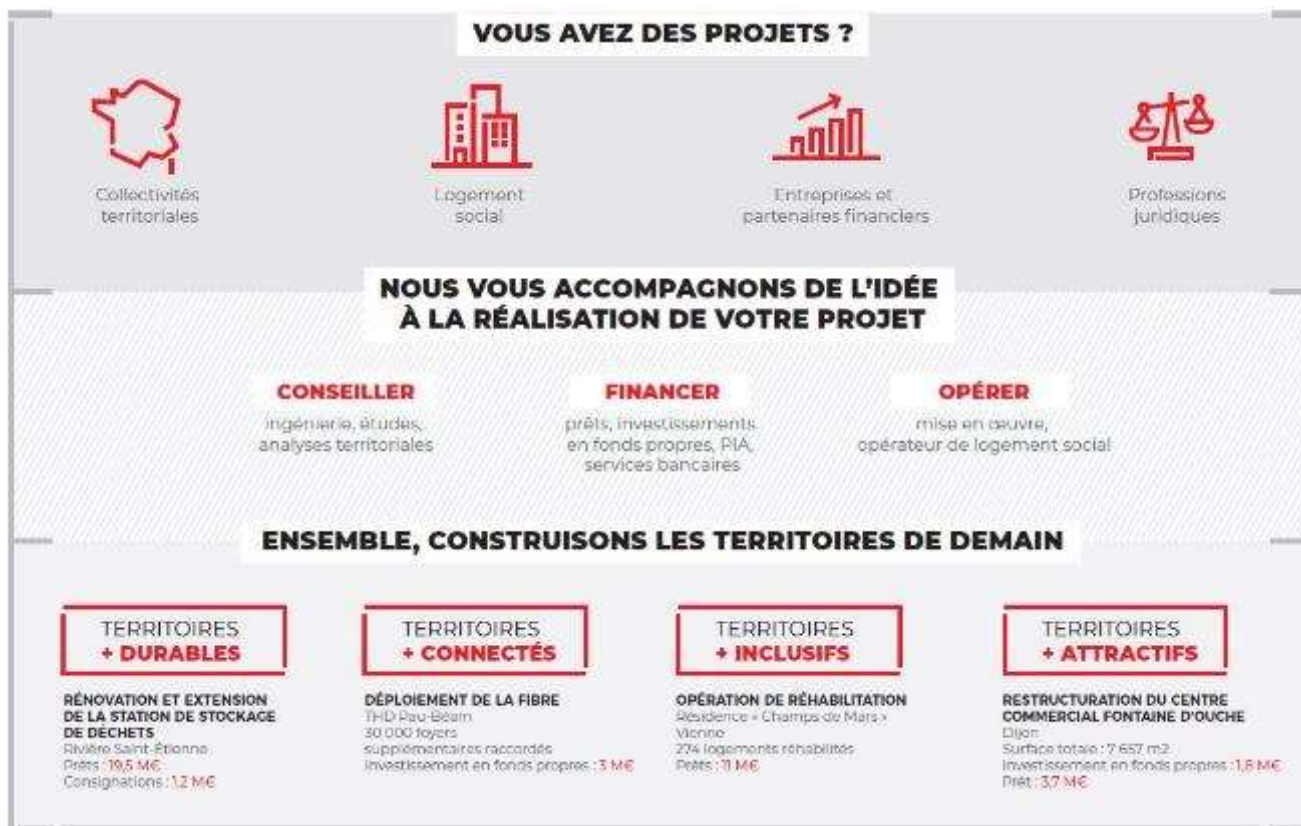 VOUS AVEZ DES PROJETS ?
Collectivités
territoriales
Logement
social
Entreprises et
partenaires financiers
Professions
juridiques
NOUS VOUS ACCOMPAGNONS DE L'IDÉE
À LA RÉALISATION DE VOTRE PROJET
CONSEILLER
ingénierie, études,
analyses territoriales
FINANCER
prêts, investissements
en fonds propres, PIA,
services bancaires
OPÉRER
mise en œuvre,
opérateur de logement social
ENSEMBLE, CONSTRUISONS LES TERRITOIRES DE DEMAIN
TERRITOIRES
+ DURABLES
RÉNOVATION ET EXTENSION
DE LA STATION DE STOCKAGE
DE DÉCHETS
Rivière Saint-Étienne
Prêts : 19,5 M€
Consignations : 1,2 M€
TERRITOIRES
+ CONNECTÉS
DÉPLOIEMENT DE LA FIBRE
THD Pau-Béarn
30 000 foyers
supplémentaires raccordés
Investissement en fonds propres : 3 M€
TERRITOIRES
+ INCLUSIFS
OPÉRATION DE RÉHABILITATION
Résidence « Champs de Mars »
Vienne
274 logements réhabilités
Prêts : 11 M€
TERRITOIRES
+ ATTRACTIFS
RESTRUCTURATION DU CENTRE
COMMERCIAL FONTAINE D'OUCHE
Dijon
Surface totale : 7 657 m2
Investissement en fonds propres : 1,8 M€
Prêt : 3,7 M€